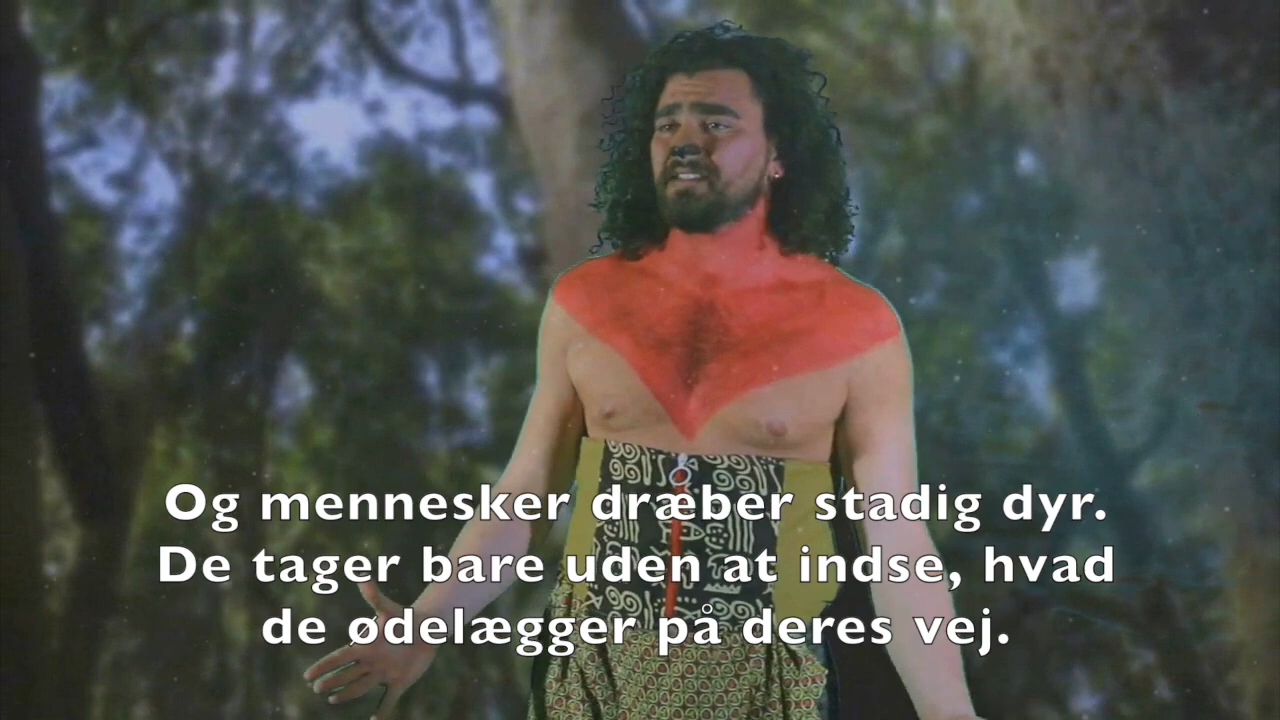 Og mennesker dræber stadig dyr.
De tager bare uden at indse, hvad
de ødelægger på deres vej.